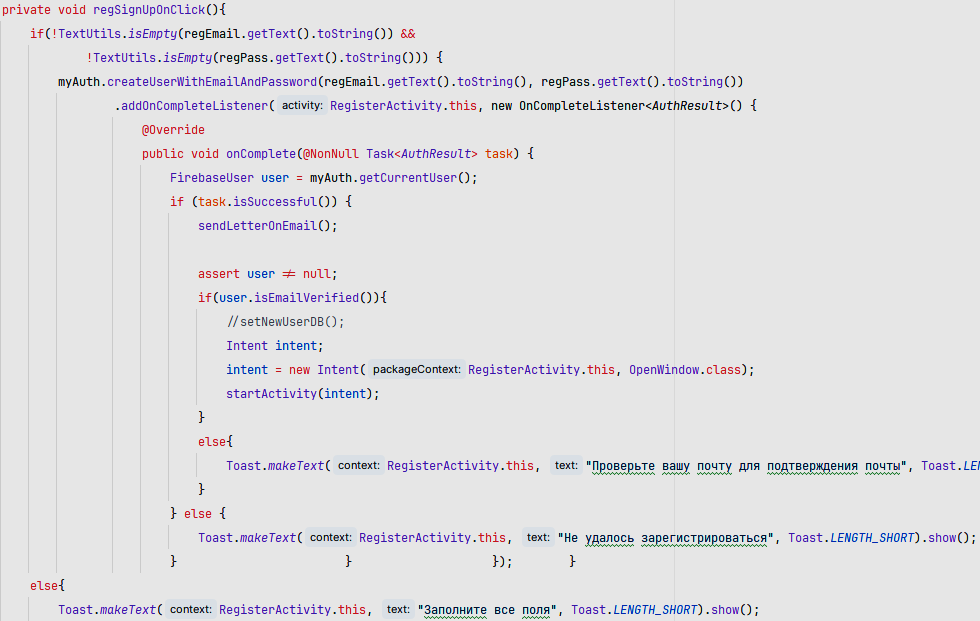 private void regSignUpOnClick(){
if(!TextUtils.isEmpty(regEmail.getText().toString()) &&
!TextUtils.isEmpty(regPass.getText().toString())) {
myAuth.createUserWithEmailAndPassword(regEmail.getText().toString(), regPass.getText().toString())
.addOnCompleteListener( activity: RegisterActivity.this, new OnCompleteListener<AuthResult>() {
@Override
public void onComplete(@NonNull Task<AuthResult> task) {
FirebaseUser user = myAuth.getCurrentUser();
if (task.isSuccessful()) {
sendLetterOnEmail();
assert user ≠ null;
if(user.isEmailVerified()){
//setNewUserDB();
Intent intent;
intent = new Intent( packageContext: RegisterActivity.this, OpenWindow.class);
startActivity(intent);
}
else{
Toast.makeText( context: RegisterActivity.this, text: "Проверьте вашу почту для подтверждения почты", Toast.LE
}
} else {
Toast.makeText( context: RegisterActivity.this, text: "Не удалось зарегистрироваться", Toast.LENGTH_SHORT).show();
} } }); }
else{
Toast.makeText( context: RegisterActivity.this, text: "Заполните все поля", Toast.LENGTH_SHORT).show();